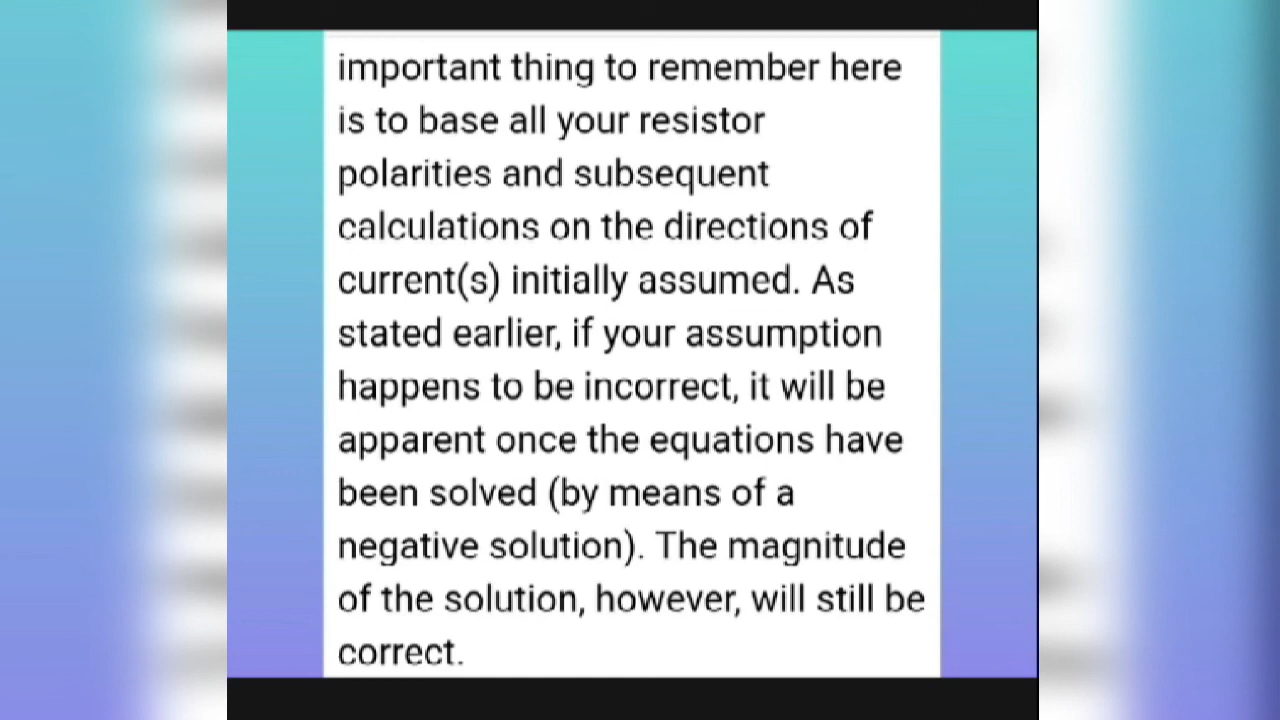 important thing to remember here
is to base all your resistor
polarities and subsequent
calculations on the directions of
current(s) initially assumed. As
stated earlier, if your assumption
happens to be incorrect, it will be
apparent once the equations have
been solved (by means of a
negative solution). The magnitude
of the solution, however, will still be
correct.